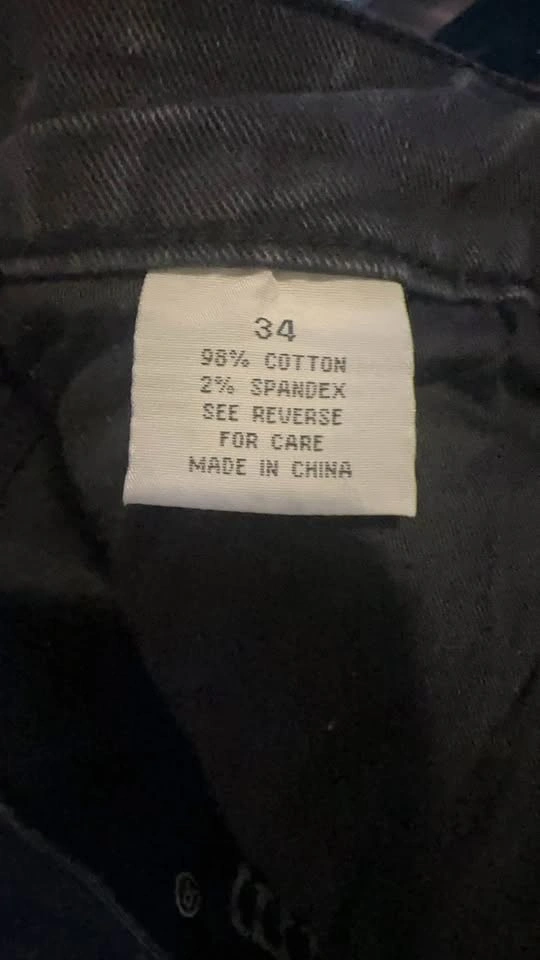 34
98% COTTON
2% SPANDEX
SEE REVERSE
FOR CARE
MADE IN CHINA